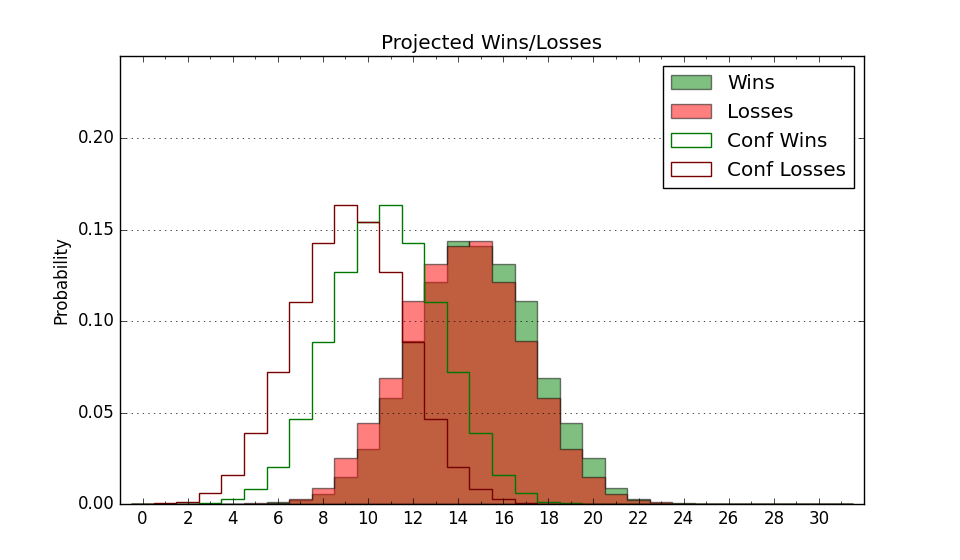 Projected Wins/Losses
Wins
Losses
Conf Wins
Conf Losses
Probability
0.20
0.15
0.10
0.05
0.00
0 2 4 6 8 10 12 14 16 18 20 22 24 26 28 30